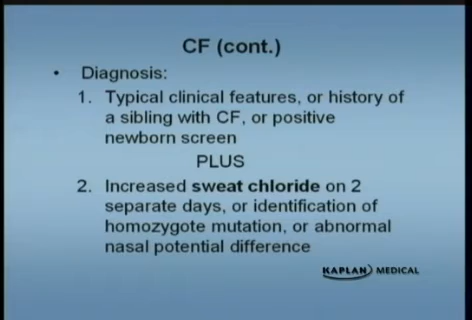 CF (cont.)
• Diagnosis:
1. Typical clinical features, or history of
a sibling with CF, or positive
newborn screen
PLUS
2. Increased sweat chloride on 2
separate days, or identification of
homozygote mutation, or abnormal
nasal potential difference
KAPLAN MEDICAL